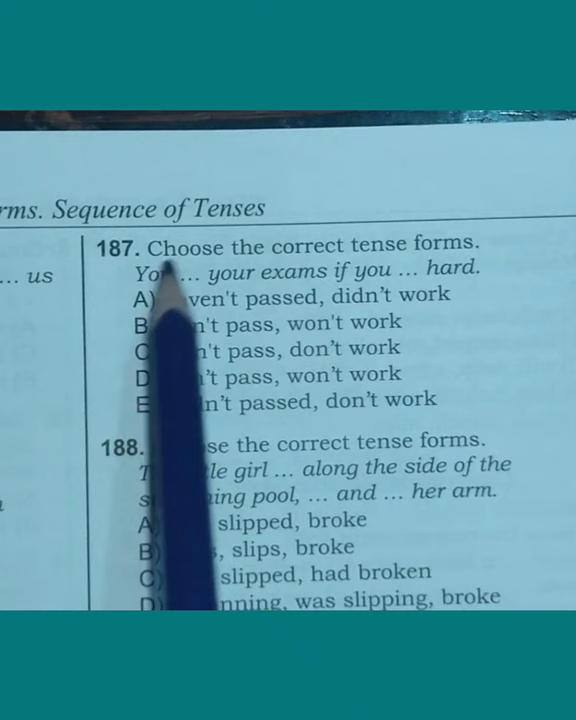 rms. Sequence of Tenses
... us
187. Choose the correct tense forms.
... your exams if you ... hard.
A) ven't passed, didn't work
B n't pass, won't work
C n't pass, don't work
D 't pass, won't work
E n't passed, don't work
188. se the correct tense forms.
le girl ... along the side of the
ing pool, ... and ... her arm.
A slipped, broke
B) , slips, broke
C) slipped, had broken
D) nning, was slipping, broke